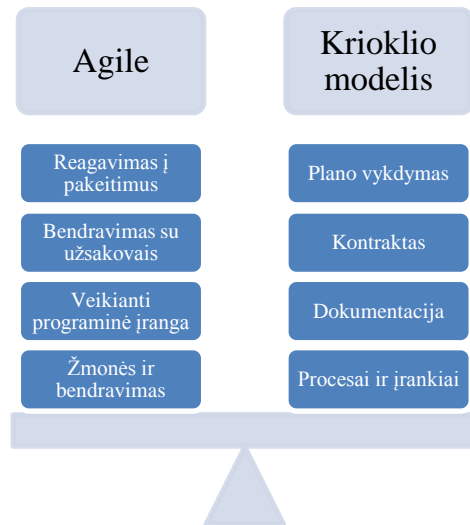 Agile
Krioklio
modelis
Reagavimas į
pakeitimus
Plano vykdymas
Bendravimas su
užsakovais
Kontraktas
Veikianti
programinė įranga
Dokumentacija
Žmonės ir
bendravimas
Procesai ir įrankiai